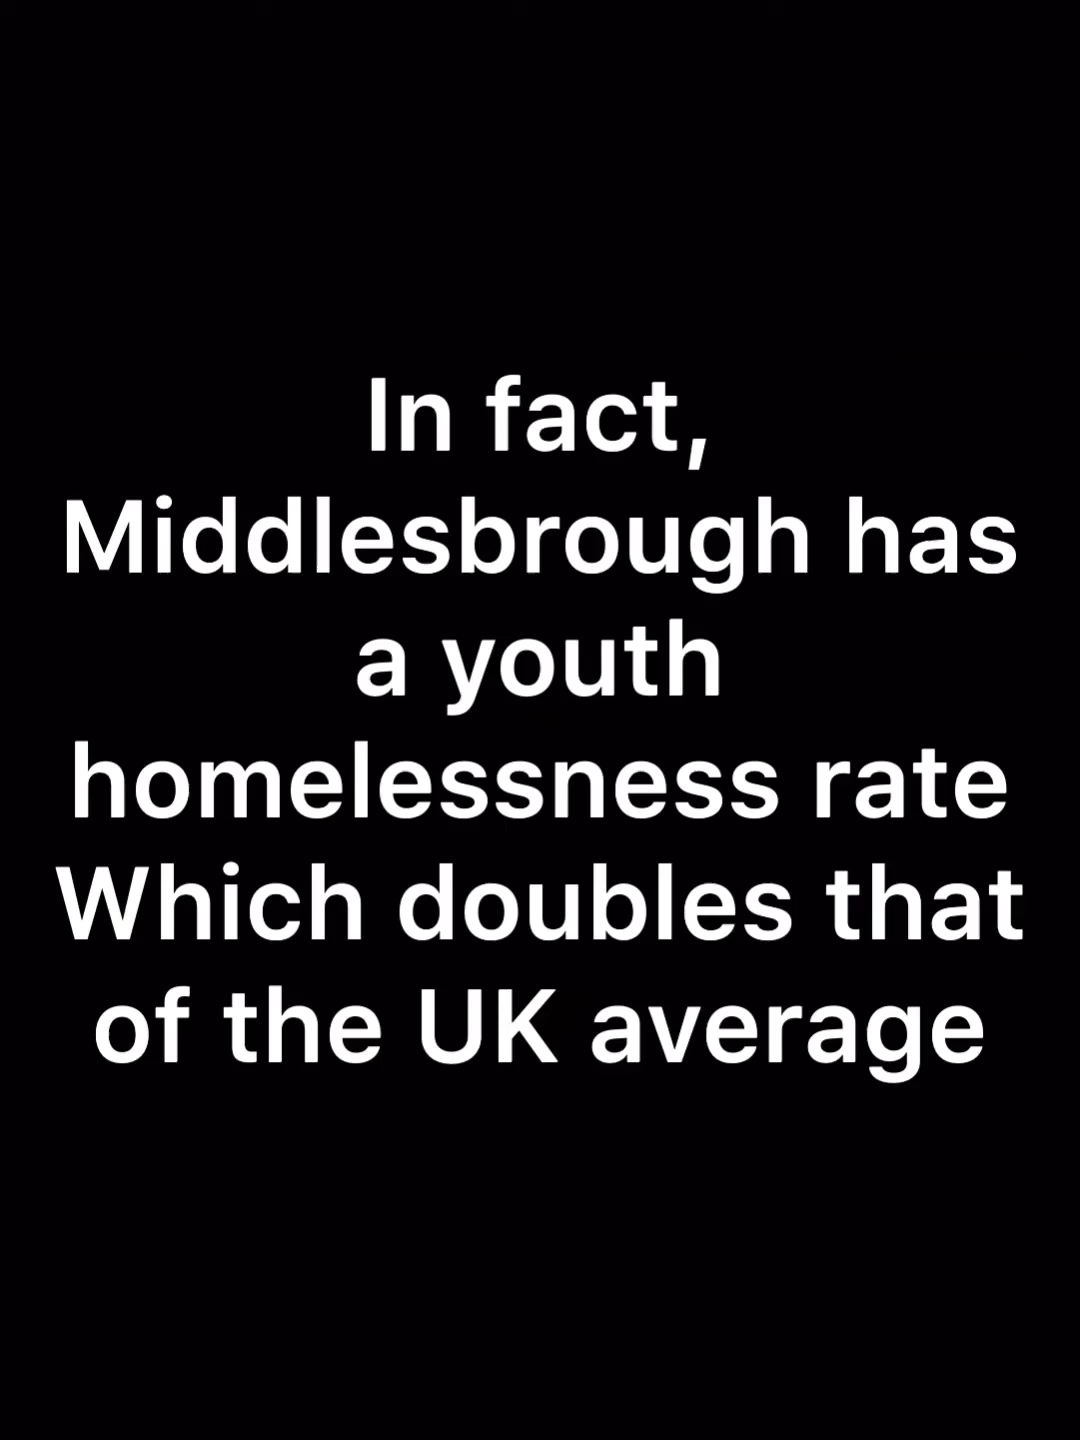 In fact,
Middlesbrough has
a youth
homelessness rate
Which doubles that
of the UK average